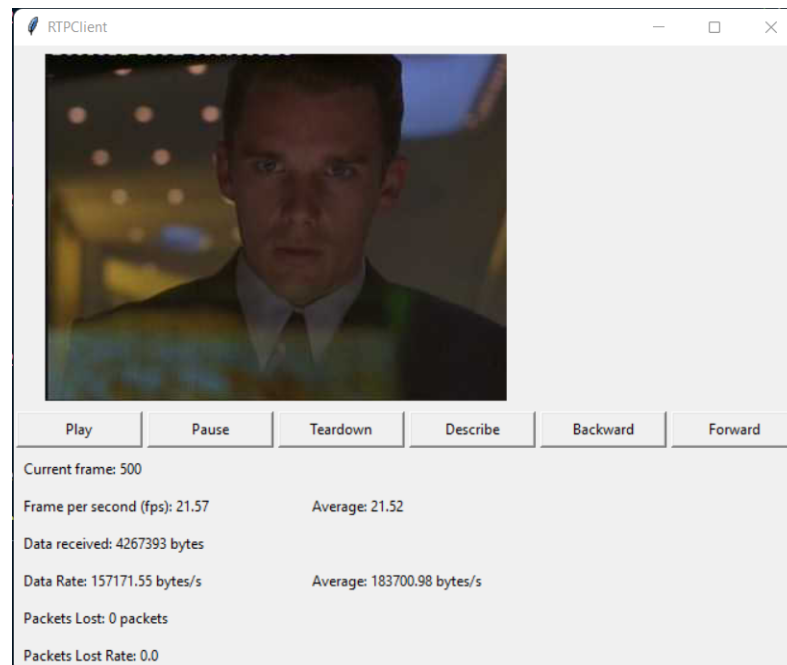 RTPClient
Play Pause Teardown Describe Backward Forward
Current frame: 500
Frame per second (fps): 21.57 Average: 21.52
Data received: 4267393 bytes
Data Rate: 157171.55 bytes/s Average: 183700.98 bytes/s
Packets Lost: 0 packets
Packets Lost Rate: 0.0